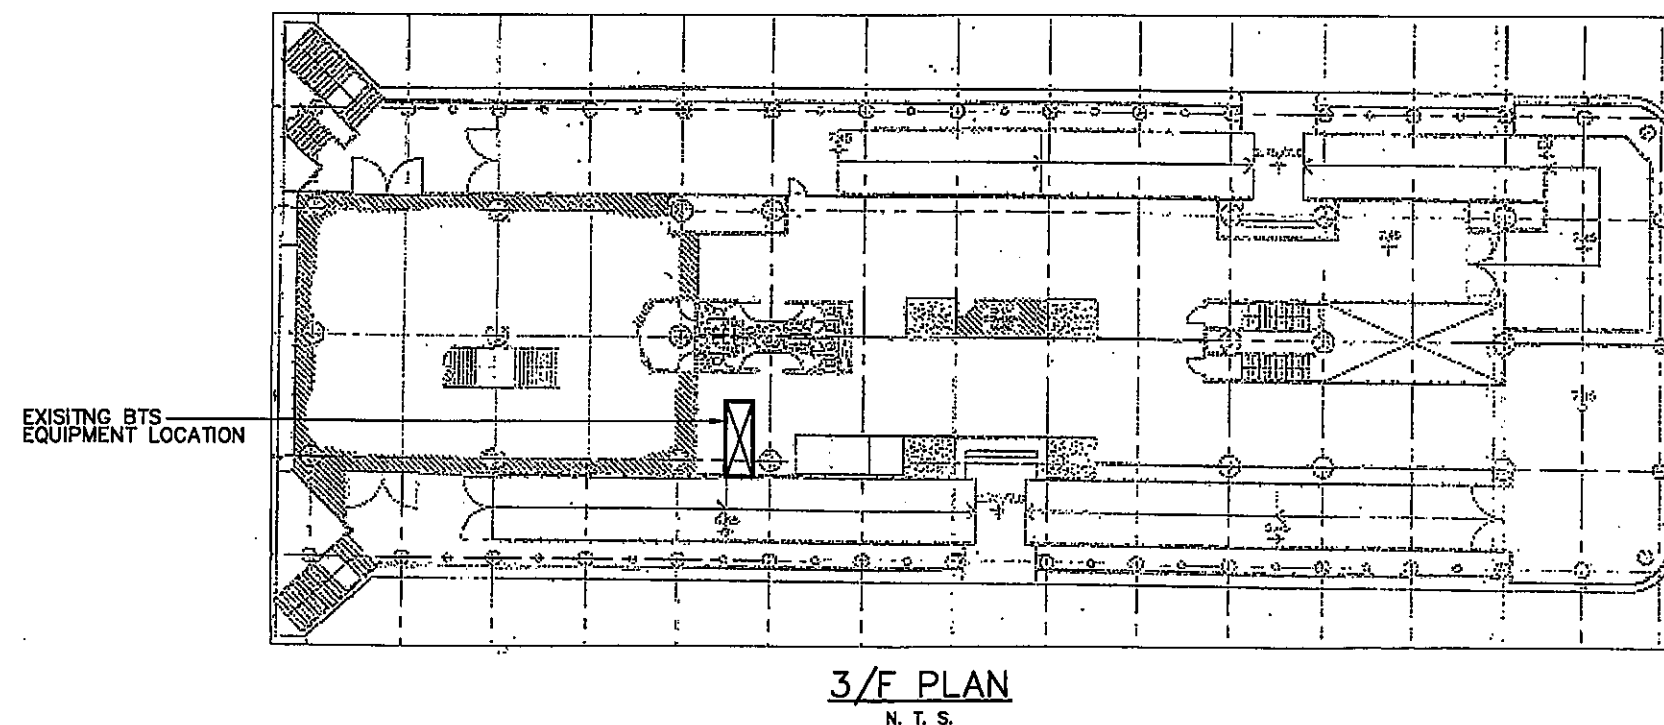 EXISITNG BTS
EQUIPMENT LOCATION
3/F PLAN
N. T. S.